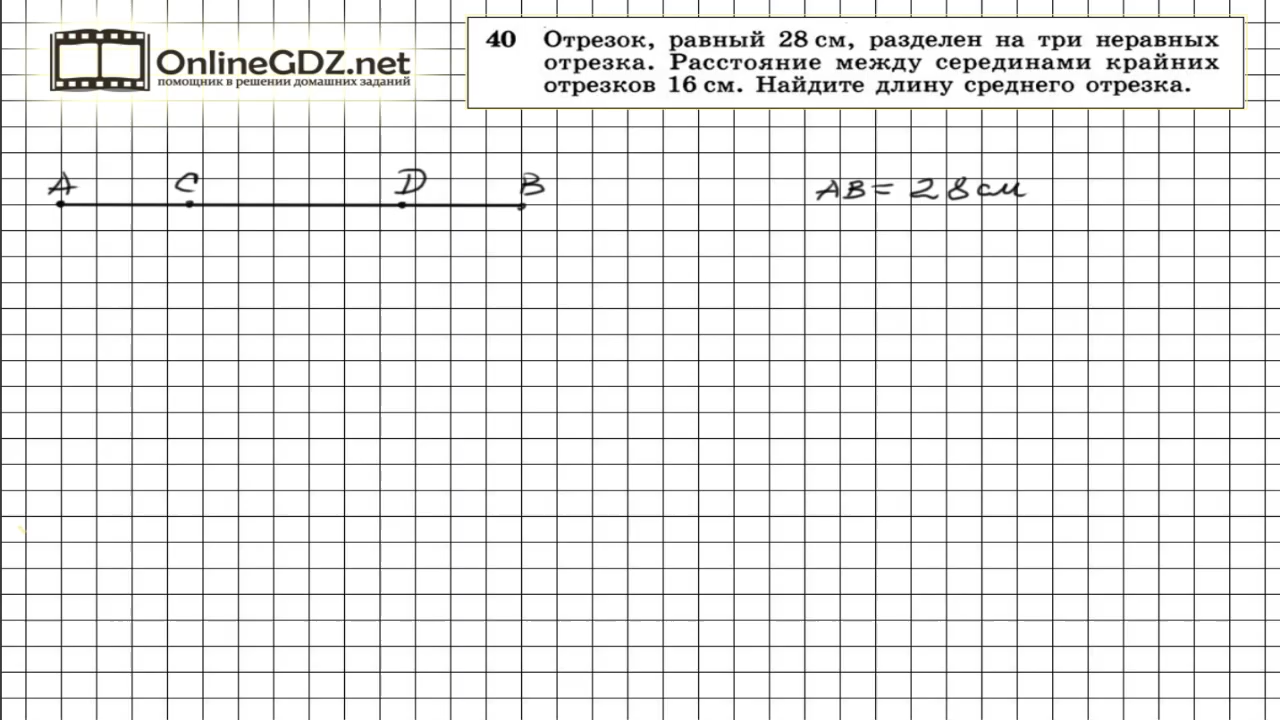 OnlineGDZ.net
помощник в решении домашних заданий
40 Отрезок, равный 28 см, разделен на три неравных
отрезка. Расстояние между серединами крайних
отрезков 16 см. Найдите длину среднего отрезка.
A C D B
AB = 28 см